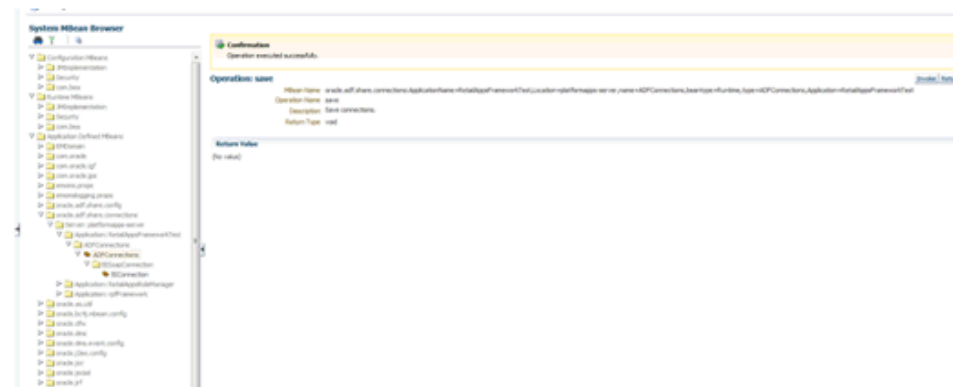 System MBean Browser
Confirmation
Operation executed successfully.
Configuration MBeans
Security
com.bea
Runtime MBeans
Security
com.bea
Application Defined MBeans
EMDomain
com.oracle
com.oracle.igf
com.oracle.jps
emoms.props
emomslogging.props
oracle.adf.share.config
oracle.adf.share.connections
Server: platformapps-server
Application: RetailAppsFrameworkTest
ADFConnections
ADFConnections
BISoapConnection
BIConnection
Application: RetailAppsRoleManager
Application: rpfFramework
oracle.as.util
oracle.bc4j.mbean.config
oracle.dfw
oracle.dms
oracle.dms.event.config
oracle.j2ee.config
oracle.joc
oracle.jocssl
oracle.jrf
Operation: save
Invoke
MBean Name oracle.adf.share.connections:ApplicationName=RetailAppsFrameworkTest,Location=platformapps-server,name=ADFConnections,beantype=Runtime,type=ADFConnections,Application=RetailAppsFrameworkTest
Operation Name save
Description Save connections.
Return Type void
Return Value
(No value)